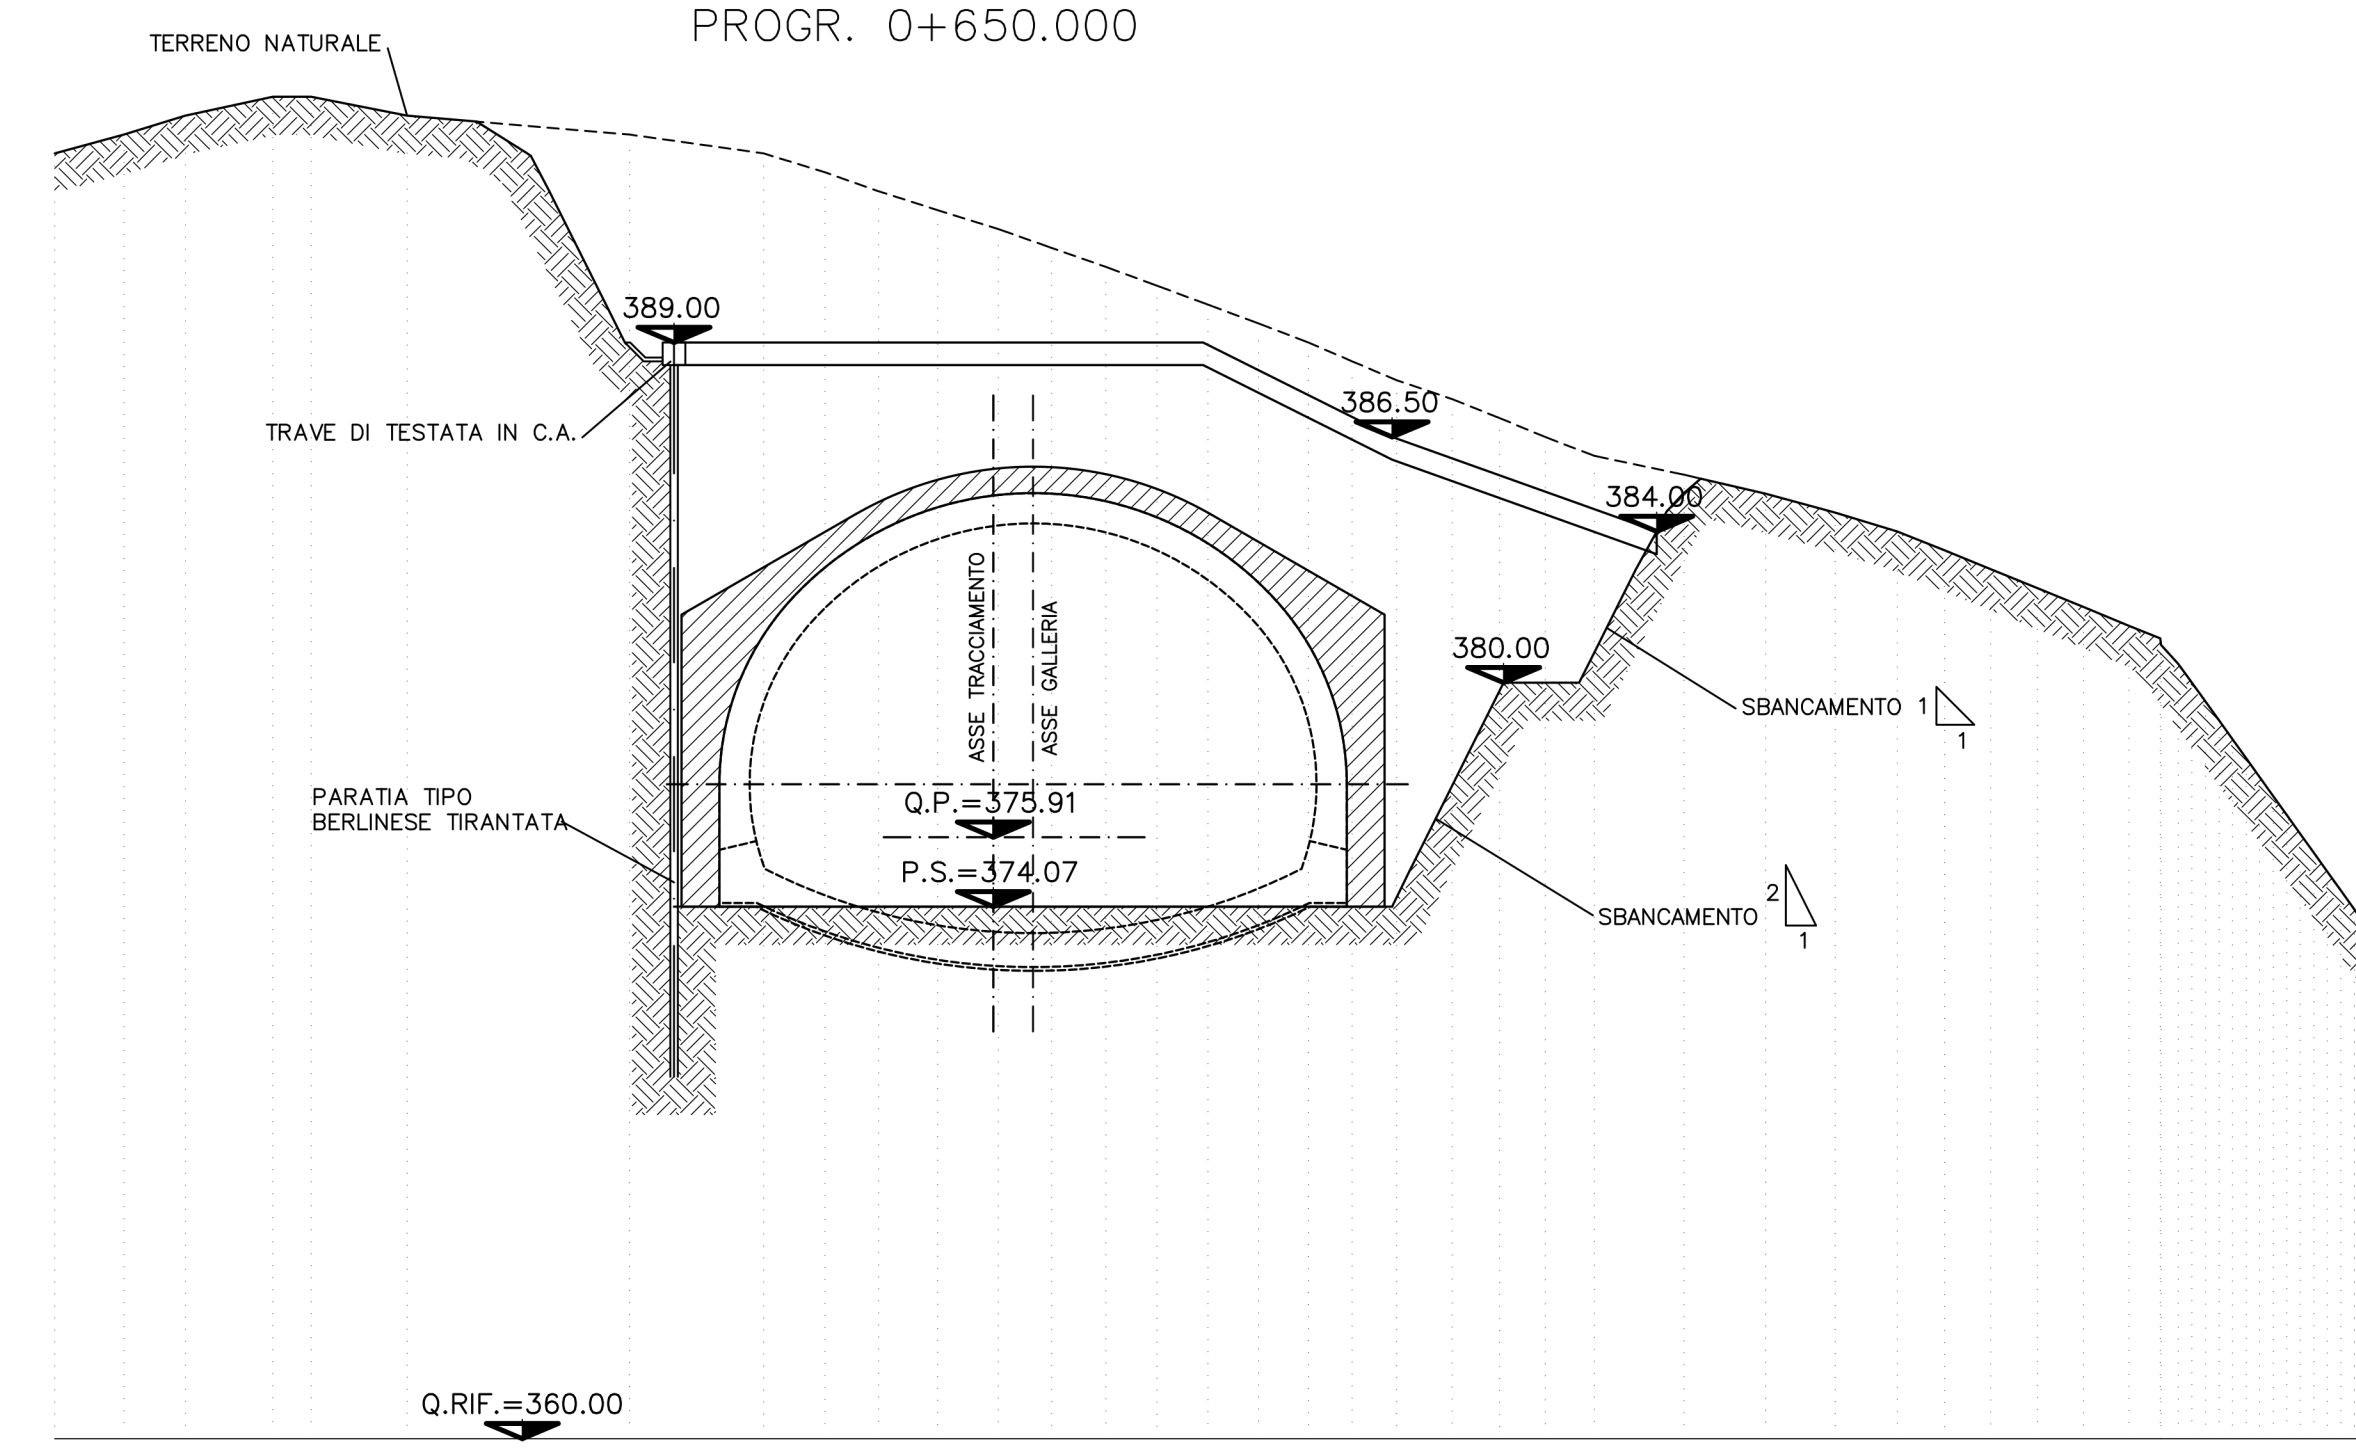 PROGR. 0+650.000
TERRENO NATURALE
389.00
386.50
TRAVE DI TESTATA IN C.A.
384.00
ASSE TRACCIAMENTO
ASSE GALLERIA
380.00
SBANCAMENTO 1
1
PARATIA TIPO
BERLINESE TIRANTATA
Q.P.=375.91
P.S.=374.07
SBANCAMENTO 2
1
Q.RIF.=360.00